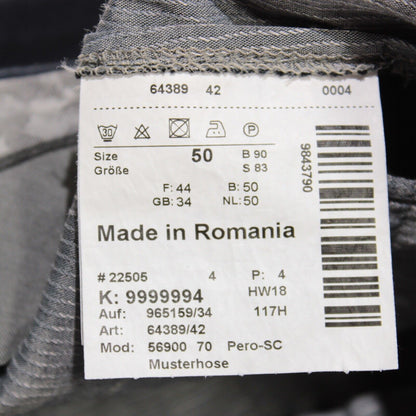 64389 42 0004
30 P
Size 50 B 90
Größe S 83
F: 44 B: 50
GB: 34 NL: 50
Made in Romania
9843790
# 22505 4 P: 4
K: 9999994 HW18
Auf: 965159/34 117H
Art: 64389/42
Mod: 56900 70 Pero-SC
Musterhose